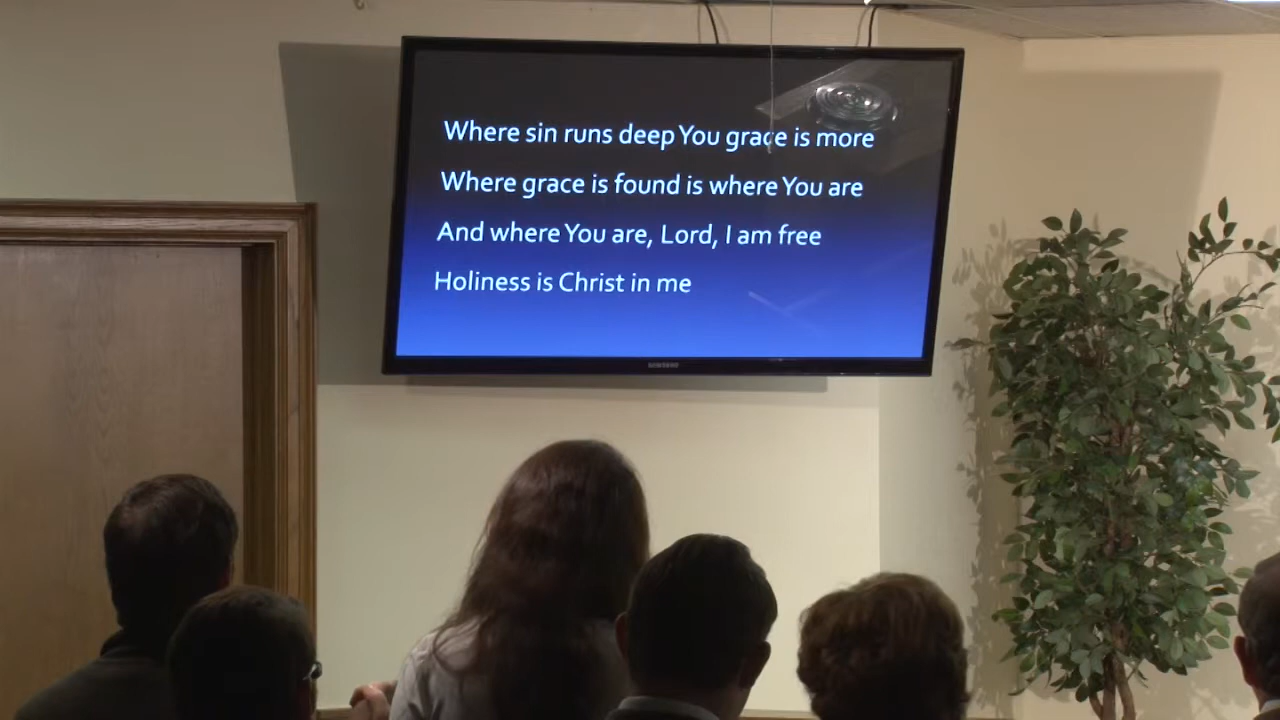 Where sin runs deep You grace is more
Where grace is found is where You are
And where You are, Lord, I am free
Holiness is Christ in me
SAMSUNG